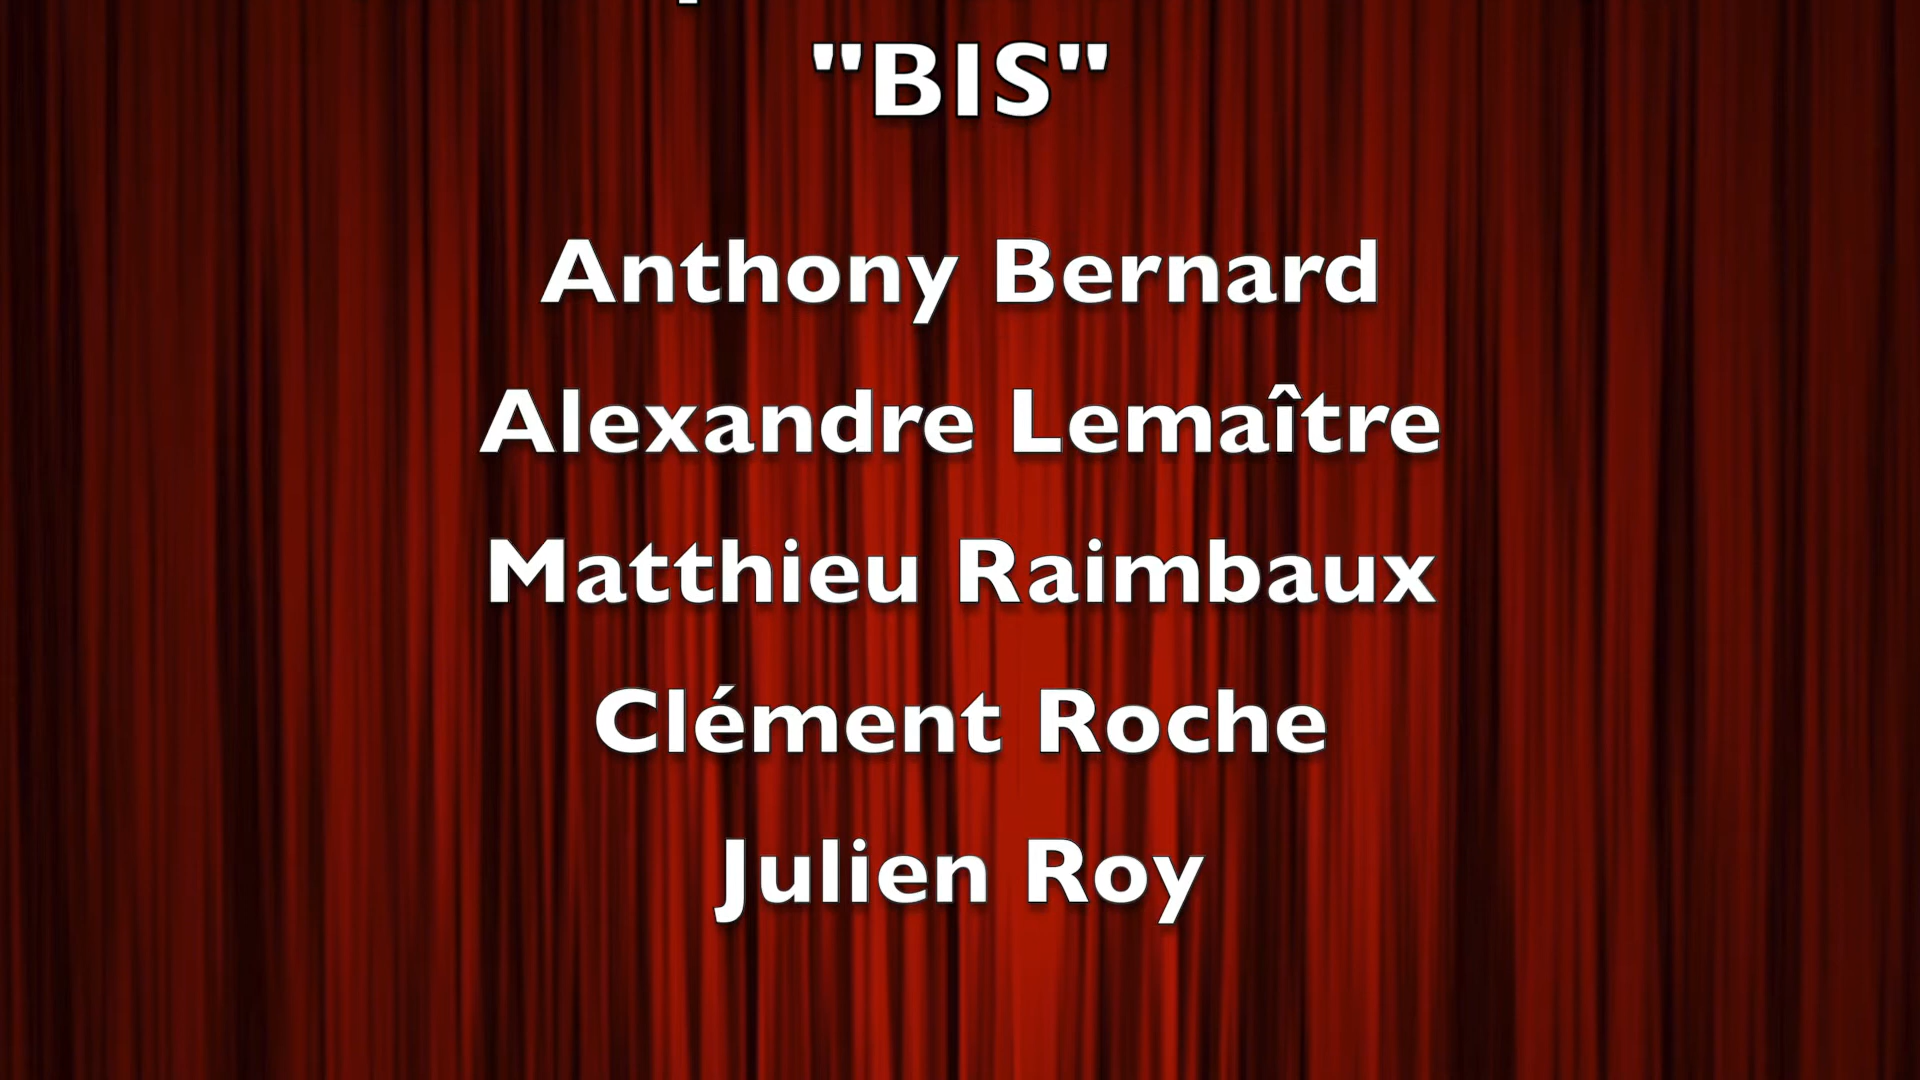 "BIS"
Anthony Bernard
Alexandre Lemaître
Matthieu Raimbaux
Clément Roche
Julien Roy